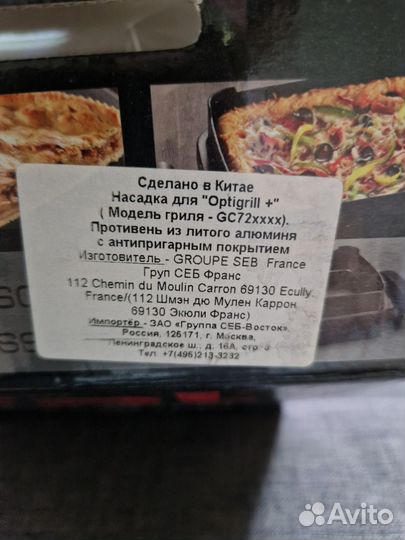 Сделано в Китае
Насадка для "Optigrill +"
( Модель гриля - GC72xxxx).
Противень из литого алюминя
с антипригарным покрытием
Изготовитель - GROUPE SEB France
Груп СЕБ Франс
112 Chemin du Moulin Carron 69130 Ecully.
France/(112 Шмэн дю Мулен Каррон
69130 Экюли Франс)
Импортёр - ЗАО «Группа СЕБ-Восток»,
Россия, 125171, г. Москва,
Ленинградское ш., д. 16А, стр. 3
Тел. +7(495)213-3232
Avito